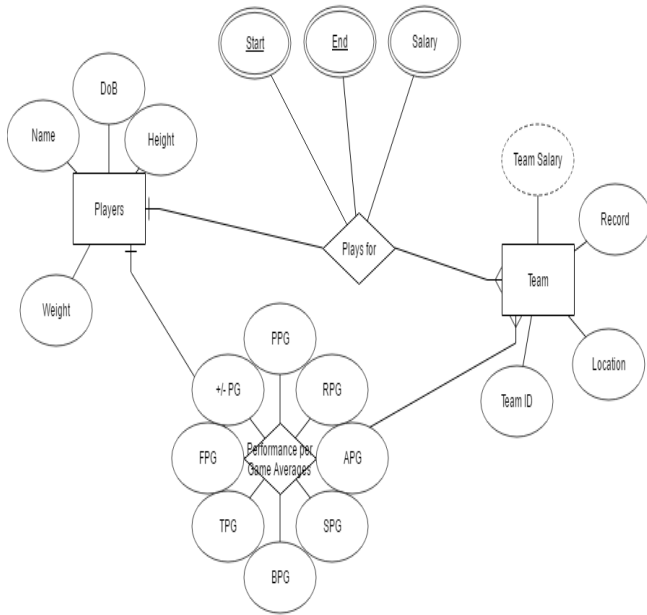 Start
End
Salary
DoB
Name
Height
Team Salary
Players
Record
Plays for
Team
Weight
PPG
Location
+/- PG
RPG
Team ID
Performance per
Game Averages
FPG
APG
TPG
SPG
BPG